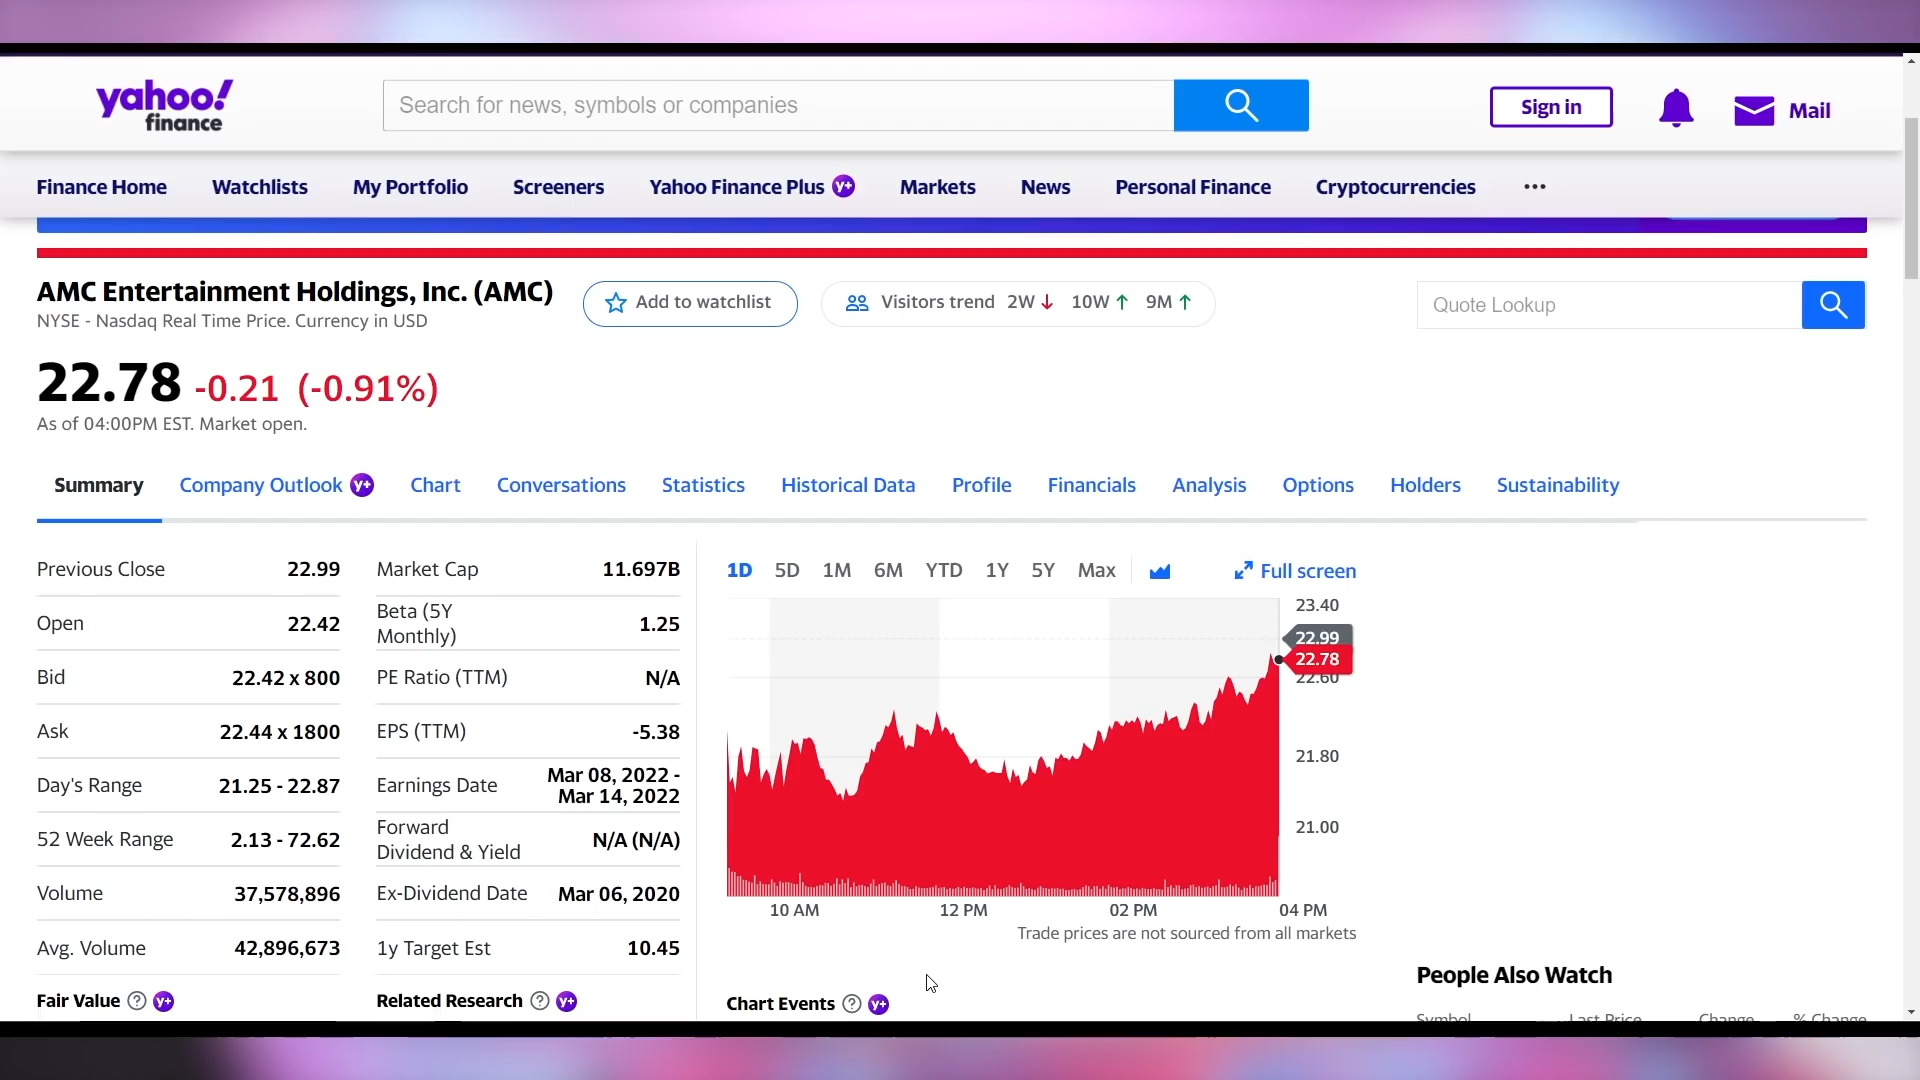 yahoo!
finance
Search for news, symbols or companies
Sign in
Mail
Finance Home Watchlists My Portfolio Screeners Yahoo Finance Plus y+ Markets News Personal Finance Cryptocurrencies ...
AMC Entertainment Holdings, Inc. (AMC)
NYSE - Nasdaq Real Time Price. Currency in USD
Add to watchlist
Visitors trend 2W↓ 10W↑ 9M↑
Quote Lookup
22.78 -0.21 (-0.91%)
As of 04:00PM EST. Market open.
Summary Company Outlook y+ Chart Conversations Statistics Historical Data Profile Financials Analysis Options Holders Sustainability
Previous Close 22.99
Open 22.42
Bid 22.42 x 800
Ask 22.44 x 1800
Day's Range 21.25 - 22.87
52 Week Range 2.13 - 72.62
Volume 37,578,896
Avg. Volume 42,896,673
Fair Value ? y+
Market Cap 11.697B
Beta (5Y
Monthly) 1.25
PE Ratio (TTM) N/A
EPS (TTM) -5.38
Earnings Date Mar 08, 2022 -
Mar 14, 2022
Forward
Dividend & Yield N/A (N/A)
Ex-Dividend Date Mar 06, 2020
1y Target Est 10.45
Related Research ? y+
1D 5D 1M 6M YTD 1Y 5Y Max
Full screen
23.40
22.99
22.78
22.60
21.80
21.00
10 AM 12 PM 02 PM 04 PM
Trade prices are not sourced from all markets
Chart Events ? y+
People Also Watch
Symbol Last Price Change % Change